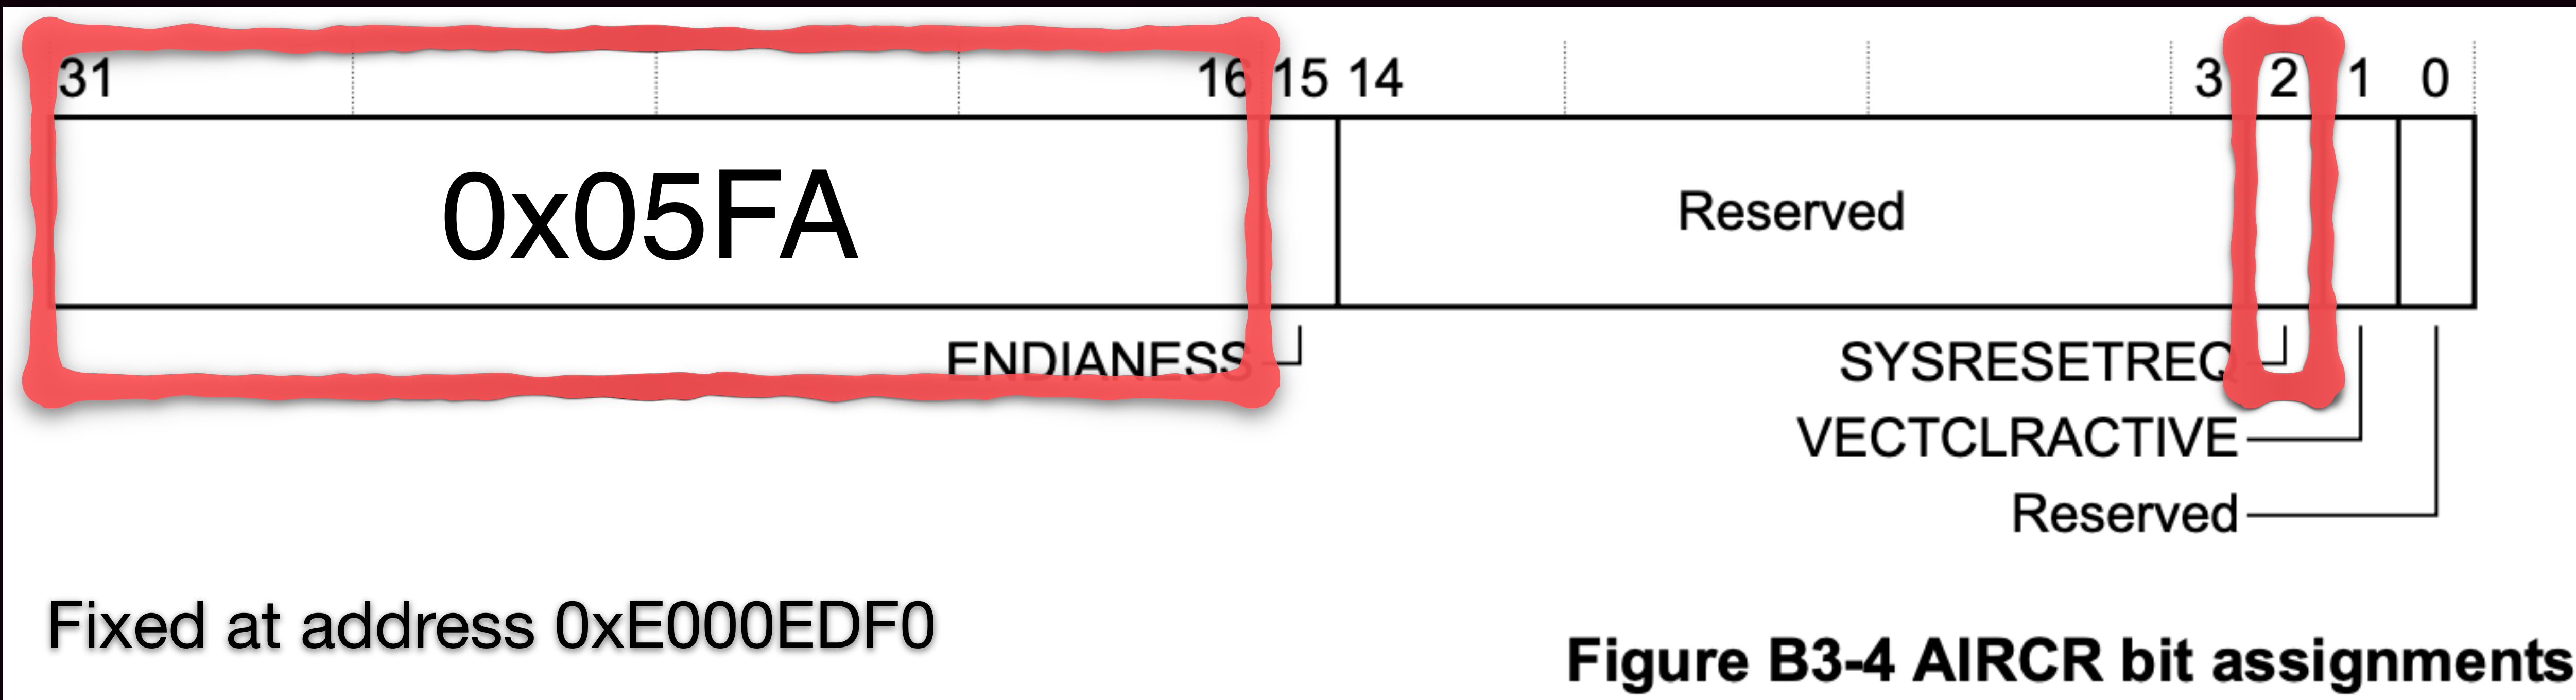 31 16 15 14 3 2 1 0
0x05FA Reserved
ENDIANESS SYSRESETREQ
VECTCLRACTIVE
Reserved
Fixed at address 0xE000EDF0
Figure B3-4 AIRCR bit assignments